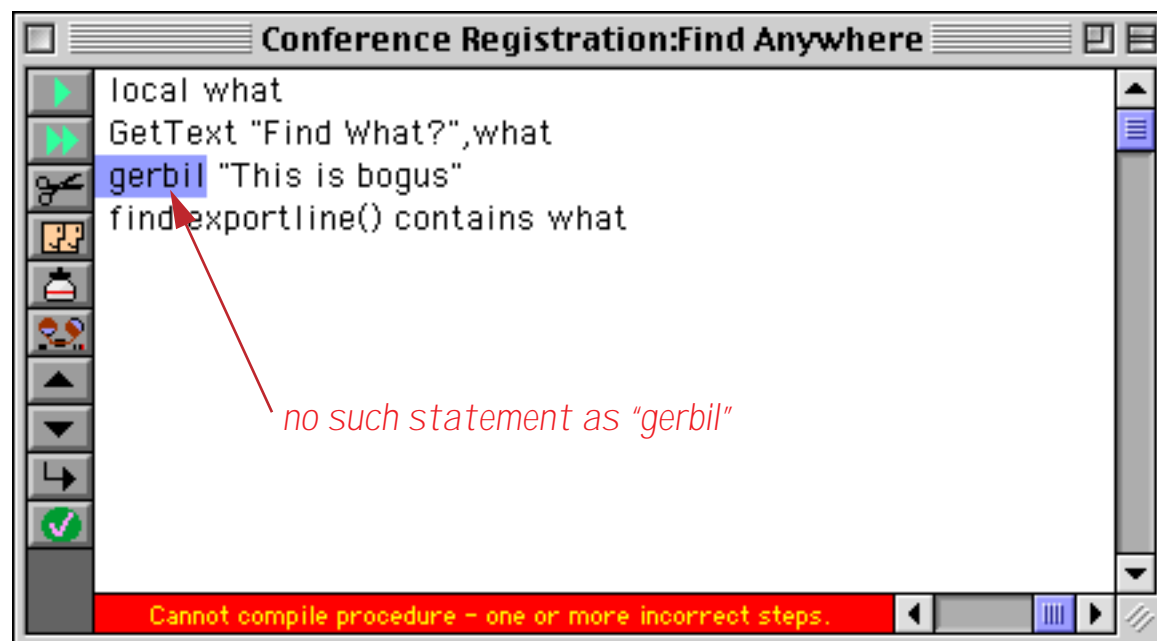 Conference Registration:Find Anywhere
local what
GetText "Find What?",what
gerbil "This is bogus"
find exportline() contains what
no such statement as “gerbil”
Cannot compile procedure – one or more incorrect steps.